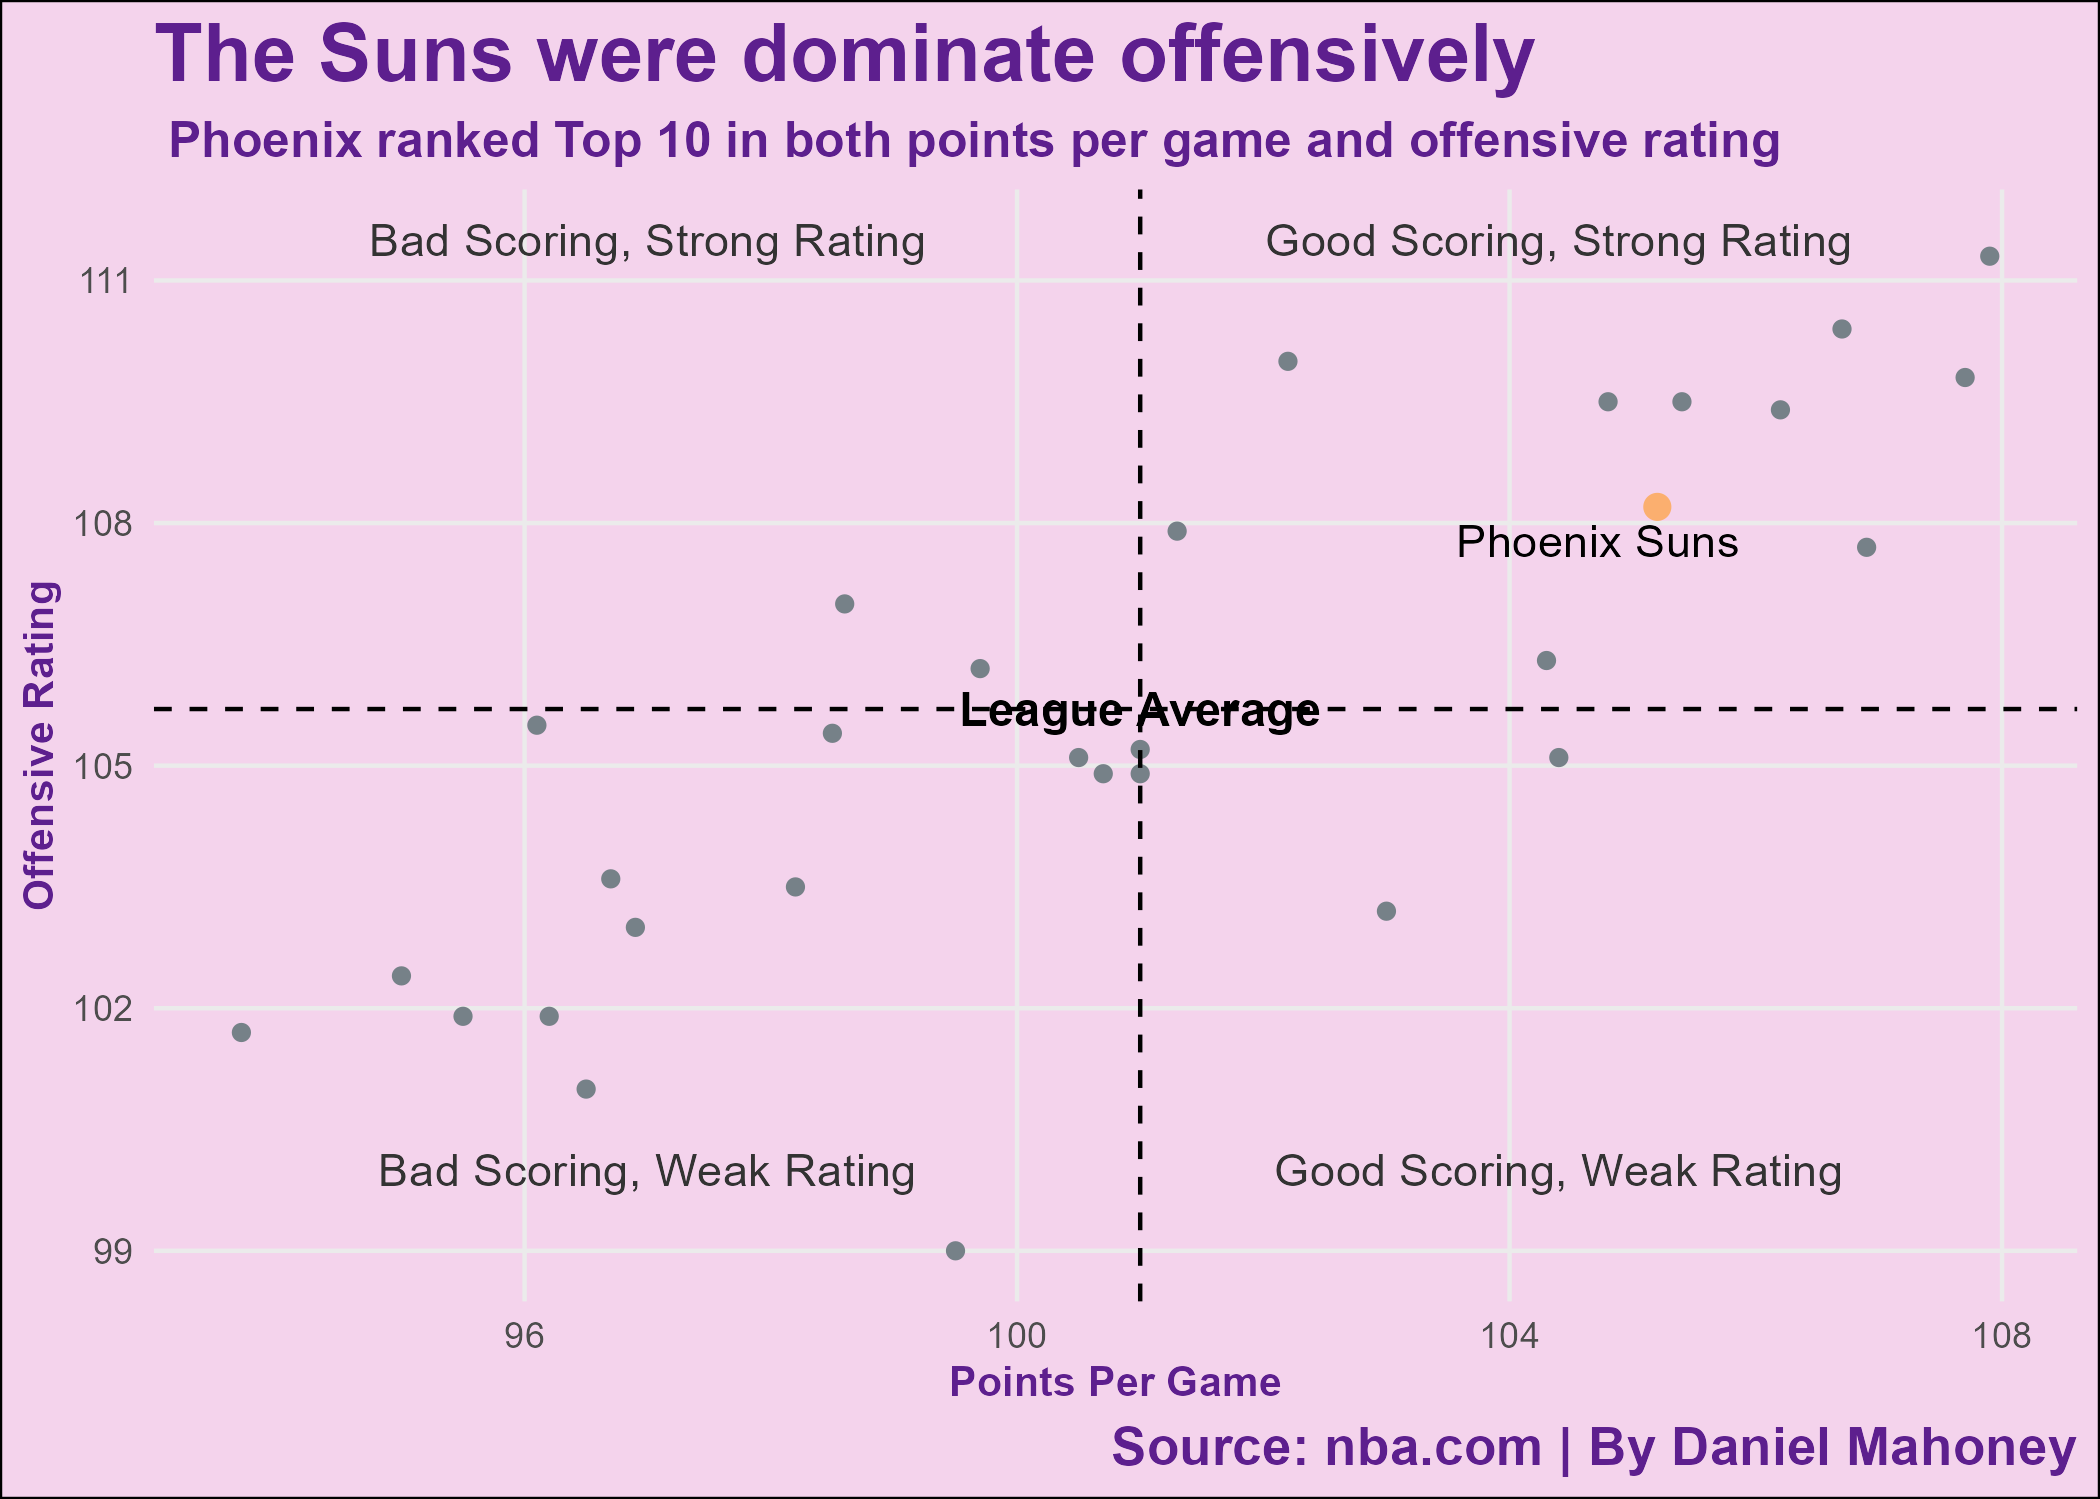 The Suns were dominate offensively
Phoenix ranked Top 10 in both points per game and offensive rating
Bad Scoring, Strong Rating
Good Scoring, Strong Rating
111
108
Phoenix Suns
Offensive Rating
League Average
105
102
Bad Scoring, Weak Rating
Good Scoring, Weak Rating
99
96
100
104
108
Points Per Game
Source: nba.com | By Daniel Mahoney